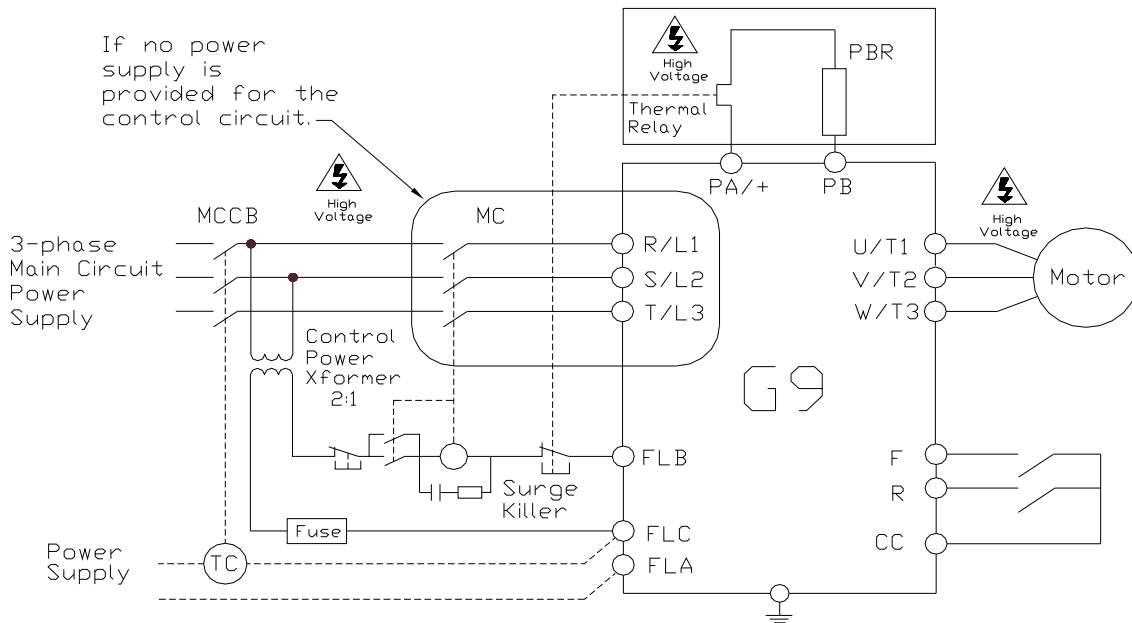 If no power
supply is
provided for the
control circuit.
High
Voltage
PBR
Thermal
Relay
PA/+
PB
High
Voltage
High
Voltage
MCCB
MC
3-phase
Main Circuit
Power
Supply
R/L1
S/L2
T/L3
U/T1
V/T2
W/T3
Motor
Control
Power
Xformer
2:1
G9
FLB
Surge
Killer
F
R
CC
Fuse
FLC
Power
Supply
TC
FLA